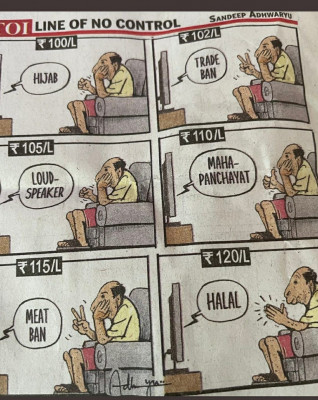 TOI LINE OF NO CONTROL
SANDEEP ADHWARYU
₹100/L
HIJAB
₹102/L
TRADE
BAN
₹105/L
LOUD-
SPEAKER
₹110/L
MAHA-
PANCHAYAT
₹115/L
MEAT
BAN
₹120/L
HALAL